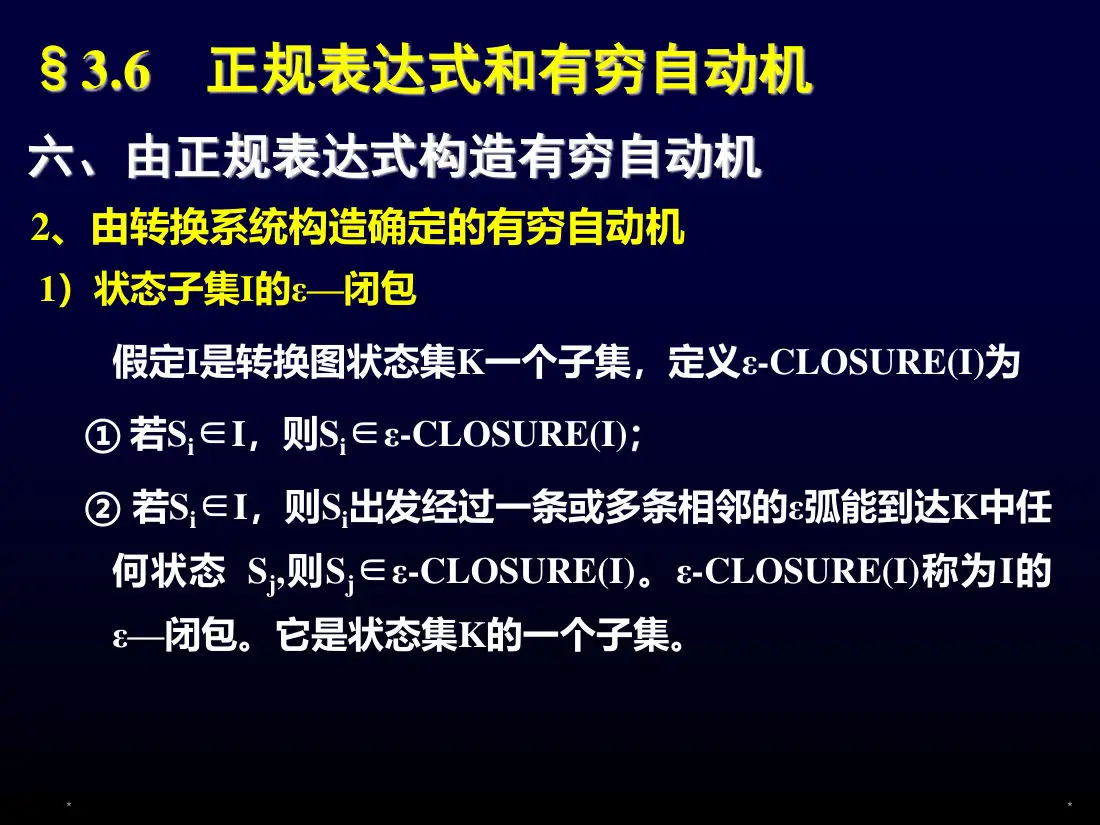 §3.6 正规表达式和有穷自动机
六、由正规表达式构造有穷自动机
2、由转换系统构造确定的有穷自动机
1）状态子集I的ε—闭包
假定I是转换图状态集K一个子集，定义ε-CLOSURE(I)为
① 若Si∈I，则Si∈ε-CLOSURE(I)；
② 若Si∈I，则Si出发经过一条或多条相邻的ε弧能到达K中任
何状态 Sj,则Sj∈ε-CLOSURE(I)。ε-CLOSURE(I)称为I的
ε—闭包。它是状态集K的一个子集。
* *